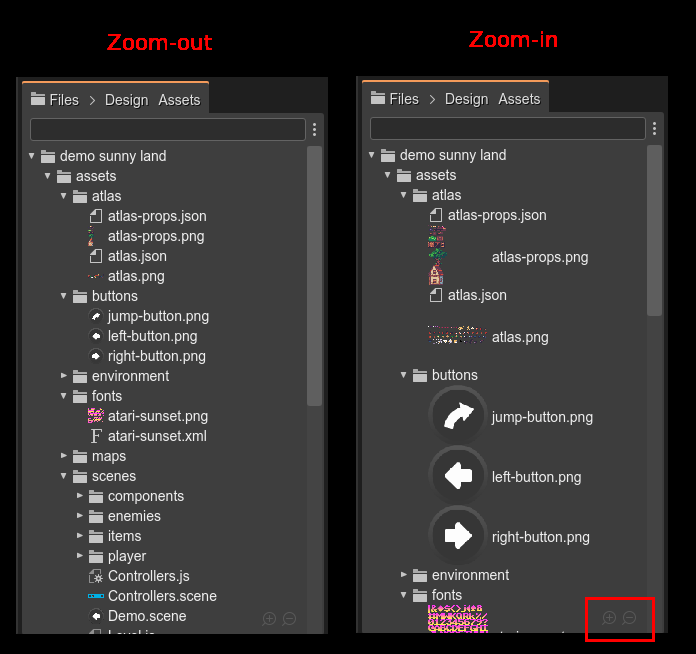 Zoom-out
Files > Design Assets
demo sunny land
assets
atlas
atlas-props.json
atlas-props.png
atlas.json
atlas.png
buttons
jump-button.png
left-button.png
right-button.png
environment
fonts
atari-sunset.png
atari-sunset.xml
maps
scenes
components
enemies
items
player
Controllers.js
Controllers.scene
Demo.scene
Level.js
Zoom-in
Files > Design Assets
demo sunny land
assets
atlas
atlas-props.json
atlas-props.png
atlas.json
atlas.png
buttons
jump-button.png
left-button.png
right-button.png
environment
fonts